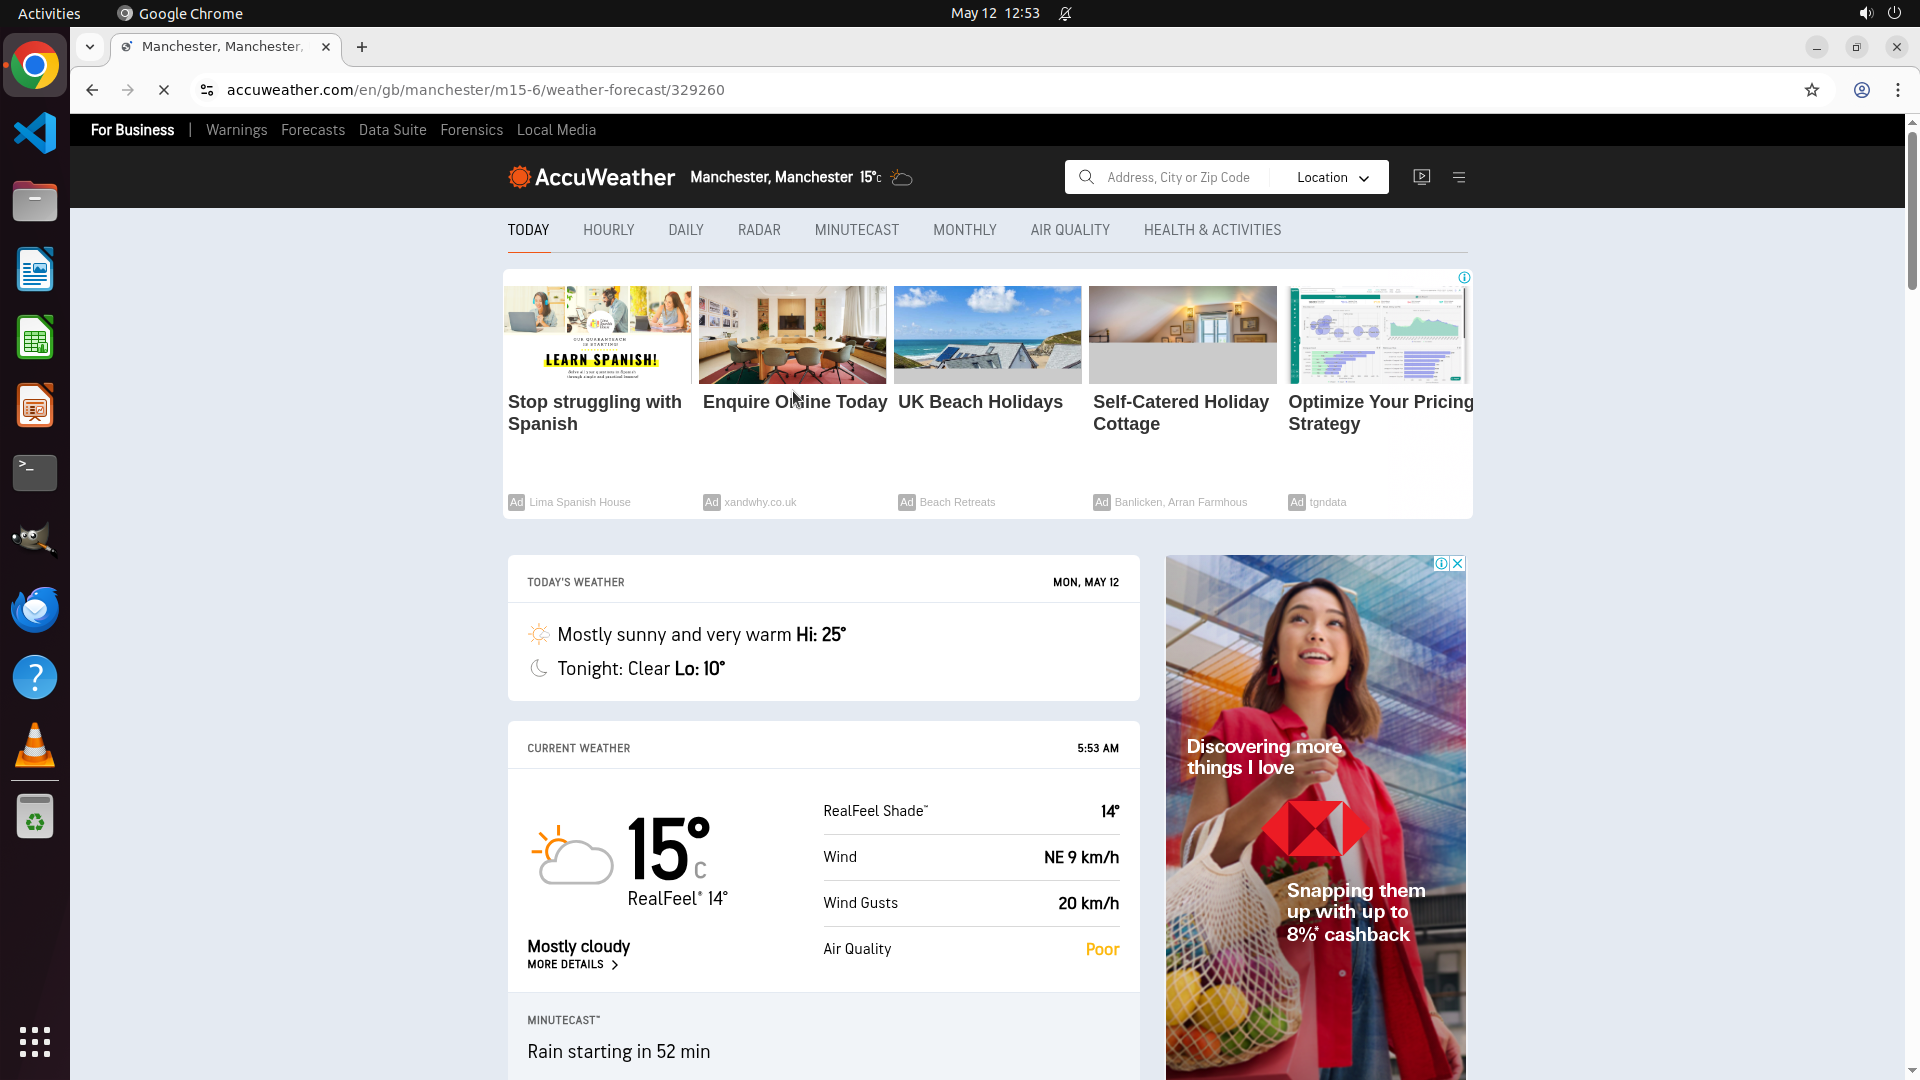 Activities
Google Chrome
May 12 12:53
Manchester, Manchester,
accuweather.com/en/gb/manchester/m15-6/weather-forecast/329260
For Business | Warnings Forecasts Data Suite Forensics Local Media
AccuWeather
Manchester, Manchester 15°C
Address, City or Zip Code
Location
TODAY HOURLY DAILY RADAR MINUTECAST MONTHLY AIR QUALITY HEALTH & ACTIVITIES
LEARN SPANISH!
Stop struggling with
Spanish
Ad Lima Spanish House
Enquire Online Today
Ad xandwhy.co.uk
UK Beach Holidays
Ad Beach Retreats
Self-Catered Holiday
Cottage
Ad Banlicken, Arran Farmhous
Optimize Your Pricing
Strategy
Ad tgndata
TODAY'S WEATHER
MON, MAY 12
Mostly sunny and very warm Hi: 25°
Tonight: Clear Lo: 10°
CURRENT WEATHER
5:53 AM
15°C
RealFeel® 14°
Mostly cloudy
MORE DETAILS
RealFeel Shade™ 14°
Wind NE 9 km/h
Wind Gusts 20 km/h
Air Quality Poor
MINUTECAST™
Rain starting in 52 min
Discovering more
things I love
Snapping them
up with up to
8%* cashback